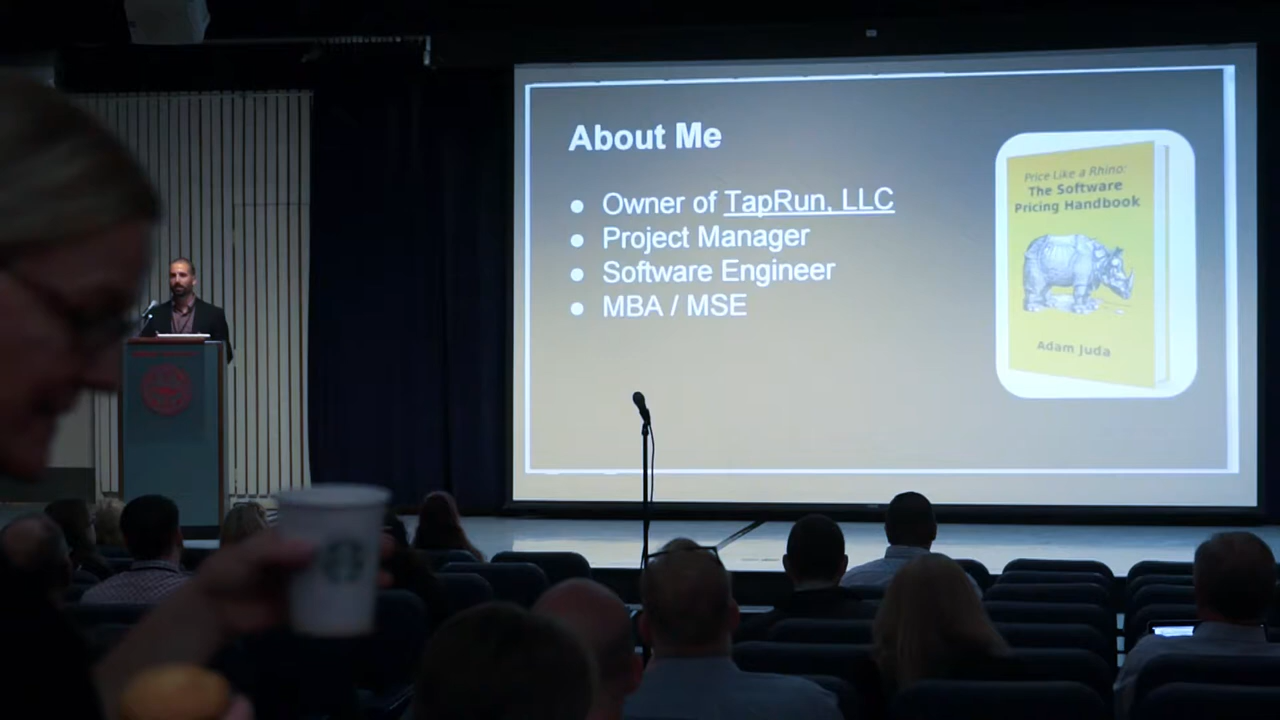 About Me
● Owner of TapRun, LLC
● Project Manager
● Software Engineer
● MBA / MSE
Price Like a Rhino:
The Software
Pricing Handbook
Adam Juda